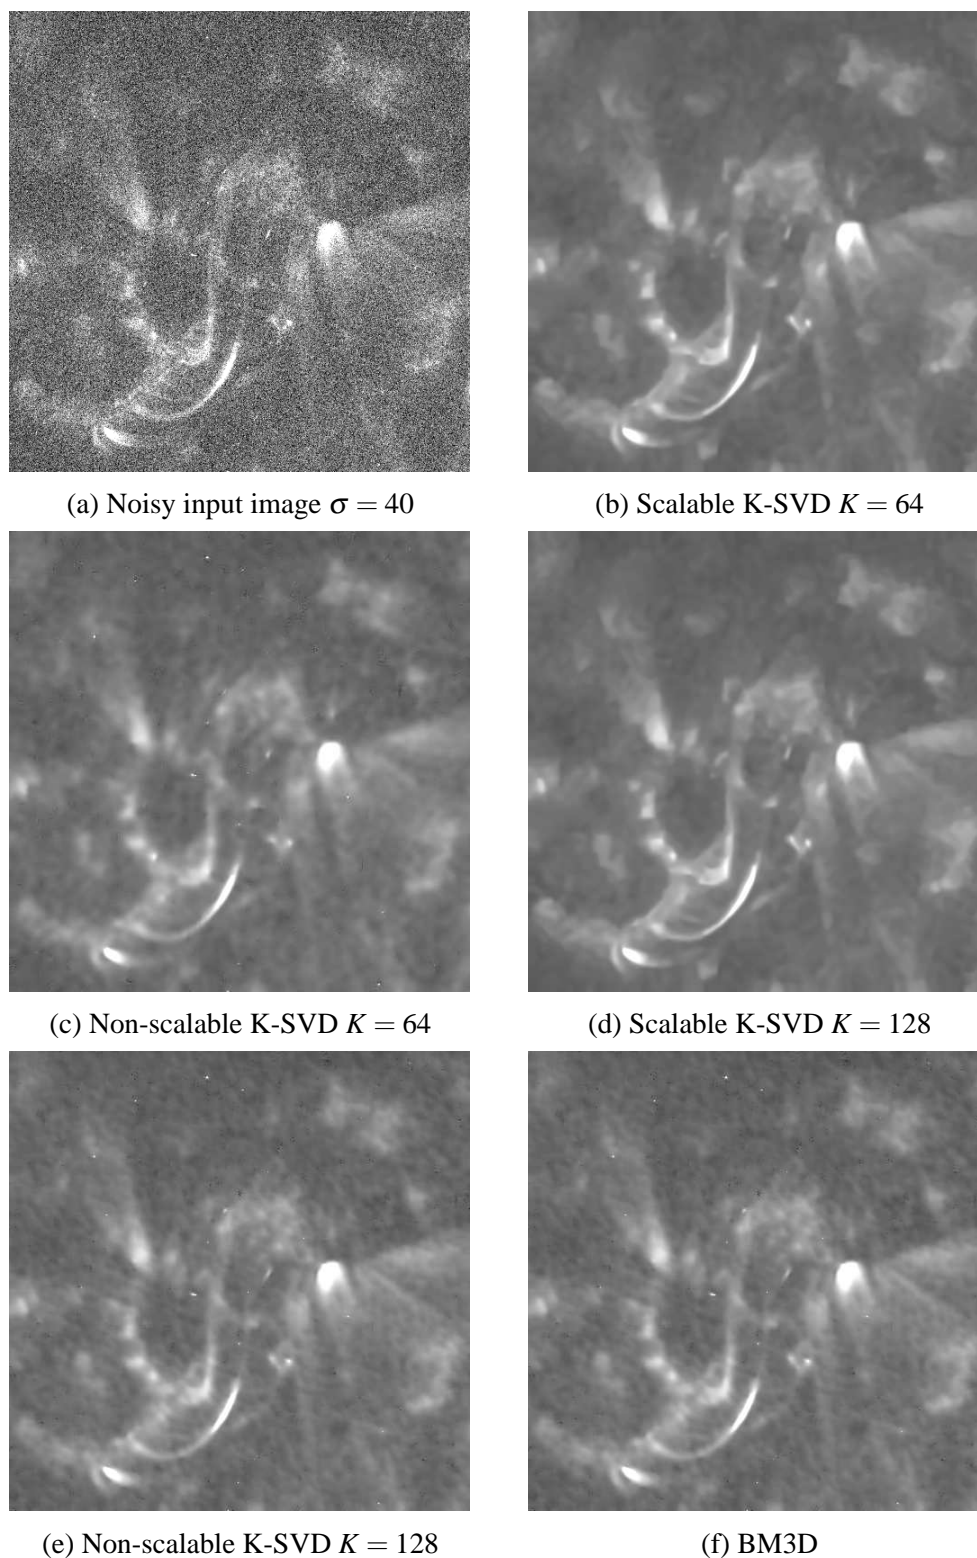 (a) Noisy input image σ = 40
(b) Scalable K-SVD K = 64
(c) Non-scalable K-SVD K = 64
(d) Scalable K-SVD K = 128
(e) Non-scalable K-SVD K = 128
(f) BM3D